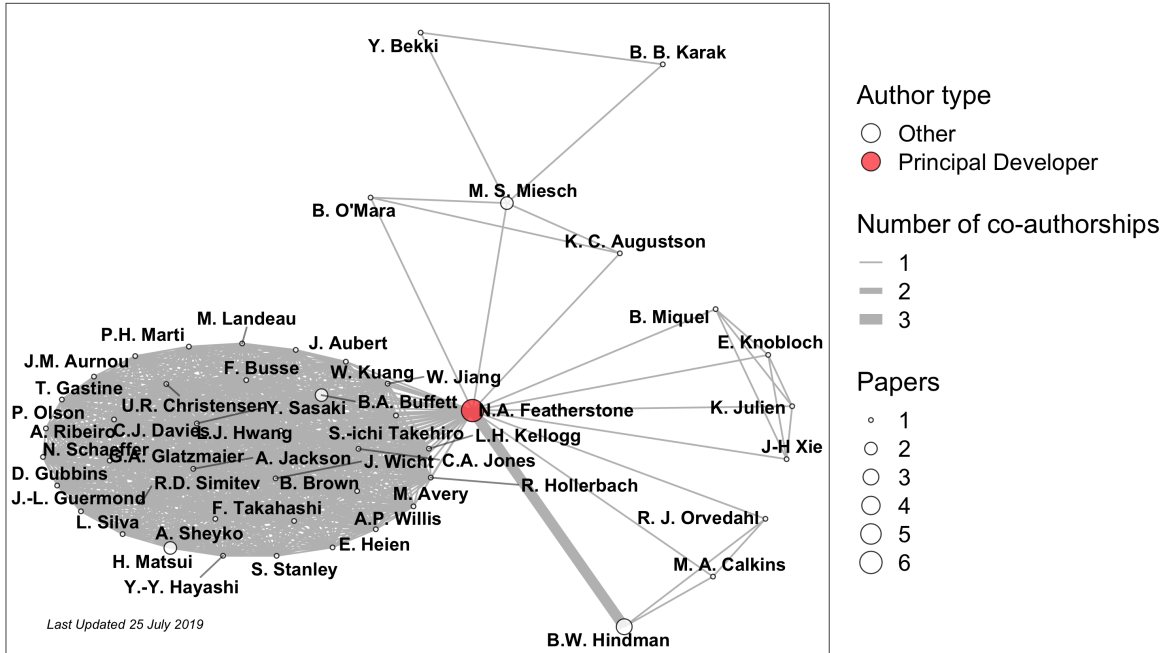 Y. Bekki
B. B. Karak
M. S. Miesch
B. O'Mara
K. C. Augustson
M. Landeau
P.H. Marti
J. Aubert
J.M. Aurnou
F. Busse
W. Kuang
W. Jiang
T. Gastine
U.R. Christensen
Y. Sasaki
B.A. Buffett
P. Olson
N.A. Featherstone
A. Ribeiro
C.J. Davies
L.J. Hwang
S.-ichi Takehiro
L.H. Kellogg
N. Schaeffer
G.A. Glatzmaier
A. Jackson
J. Wicht
C.A. Jones
D. Gubbins
R.D. Simitev
B. Brown
R. Hollerbach
J.-L. Guermond
M. Avery
F. Takahashi
L. Silva
A. Sheyko
A.P. Willis
H. Matsui
E. Heien
Y.-Y. Hayashi
S. Stanley
B. Miquel
E. Knobloch
K. Julien
J-H Xie
R. J. Orvedahl
M. A. Calkins
B.W. Hindman
Last Updated 25 July 2019
Author type
Other
Principal Developer
Number of co-authorships
1
2
3
Papers
1
2
3
4
5
6